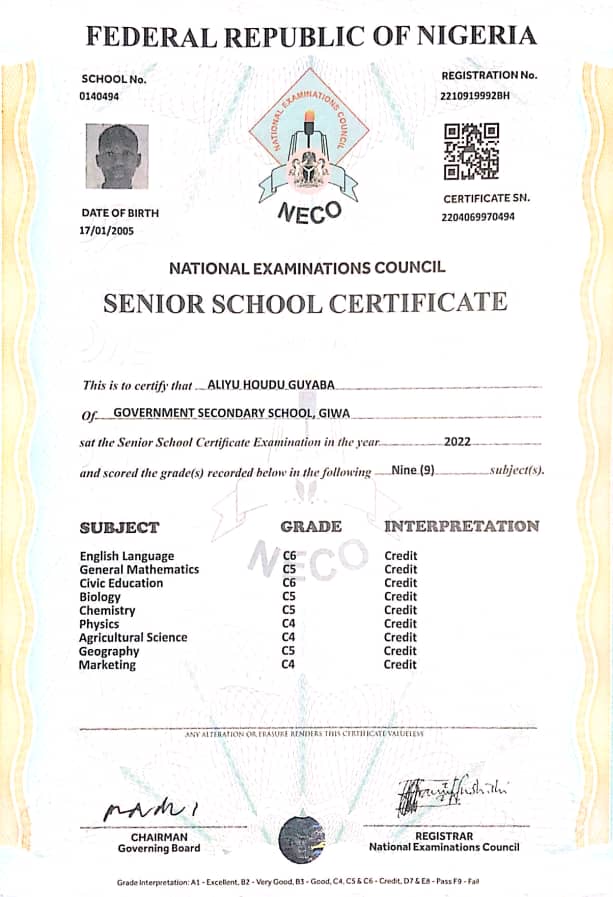 FEDERAL REPUBLIC OF NIGERIA
SCHOOL No.
0140494
REGISTRATION No.
2210919992BH
NATIONAL EXAMINATIONS COUNCIL
NECO
DATE OF BIRTH
17/01/2005
CERTIFICATE SN.
2204069970494
NATIONAL EXAMINATIONS COUNCIL
SENIOR SCHOOL CERTIFICATE
This is to certify that ALIYU HOUDU GUYABA
Of GOVERNMENT SECONDARY SCHOOL, GIWA
sat the Senior School Certificate Examination in the year 2022
and scored the grade(s) recorded below in the following Nine (9) subject(s).
SUBJECT GRADE INTERPRETATION
English Language C6 Credit
General Mathematics C5 Credit
Civic Education C6 Credit
Biology C5 Credit
Chemistry C5 Credit
Physics C4 Credit
Agricultural Science C4 Credit
Geography C5 Credit
Marketing C4 Credit
NECO
ANY ALTERATION OR ERASURE RENDERS THIS CERTIFICATE VALUELESS
CHAIRMAN
Governing Board
REGISTRAR
National Examinations Council
Grade Interpretation: A1 - Excellent, B2 - Very Good, B3 - Good, C4, C5 & C6 - Credit, D7 & E8 - Pass F9 - Fail